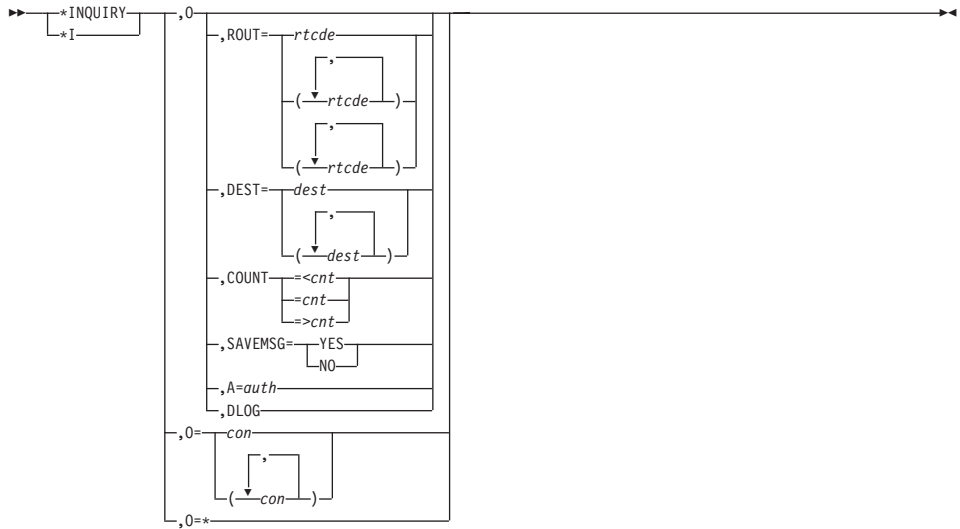 *INQUIRY ,O
*I ,ROUT= rtcde
,
( rtcde )
,
( rtcde )
,DEST= dest
,
( dest )
,COUNT =<cnt
=cnt
=>cnt
,SAVEMSG= YES
NO
,A=auth
,DLOG
,O= con
,
( con )
,O=*